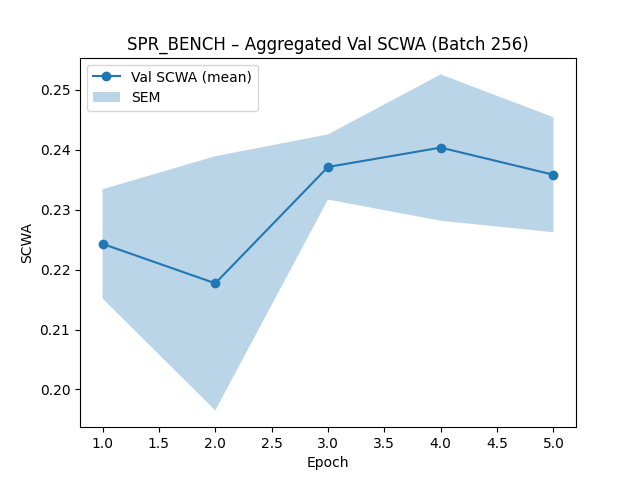 SPR_BENCH – Aggregated Val SCWA (Batch 256)
Val SCWA (mean)
SEM
SCWA
0.25
0.24
0.23
0.22
0.21
0.20
1.0 1.5 2.0 2.5 3.0 3.5 4.0 4.5 5.0
Epoch